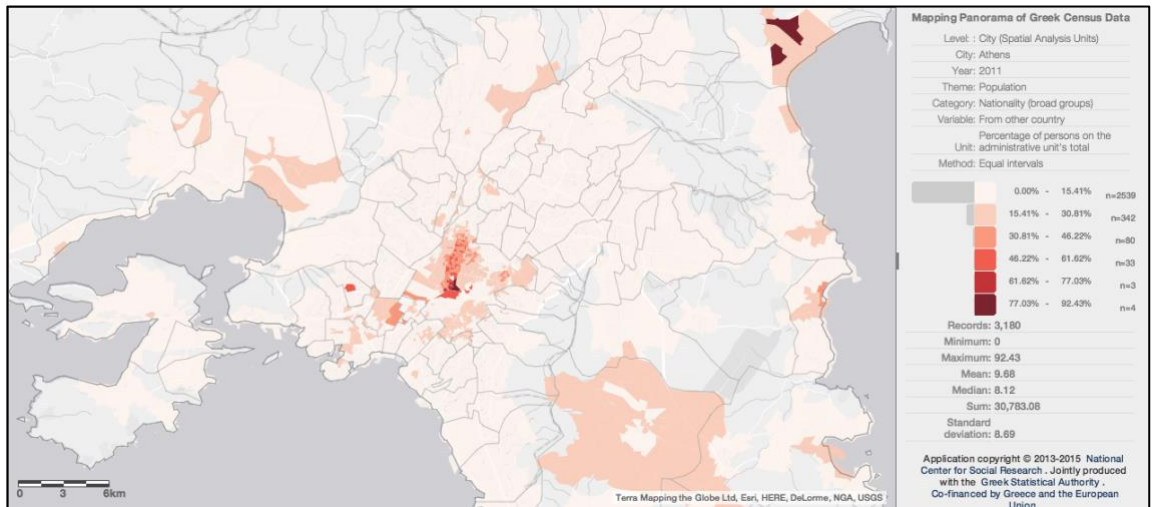 Mapping Panorama of Greek Census Data
Level : City (Spatial Analysis Units)
City: Athens
Year: 2011
Theme: Population
Category: Nationality (broad groups)
Variable: From other country
Unit: Percentage of persons on the administrative unit's total
Method: Equal intervals
0.00% - 15.41% n=2539
15.41% - 30.81% n=342
30.81% - 46.22% n=80
46.22% - 61.62% n=33
61.62% - 77.03% n=3
77.03% - 92.43% n=4
Records: 3,180
Minimum: 0
Maximum: 92.43
Mean: 9.68
Median: 8.12
Sum: 30,783.08
Standard
deviation: 8.69
Application copyright © 2013-2015 National
Center for Social Research . Jointly produced
with the Greek Statistical Authority .
Co-financed by Greece and the European
Union
0 3 6km
Terra Mapping the Globe Ltd, Esri, HERE, DeLorme, NGA, USGS